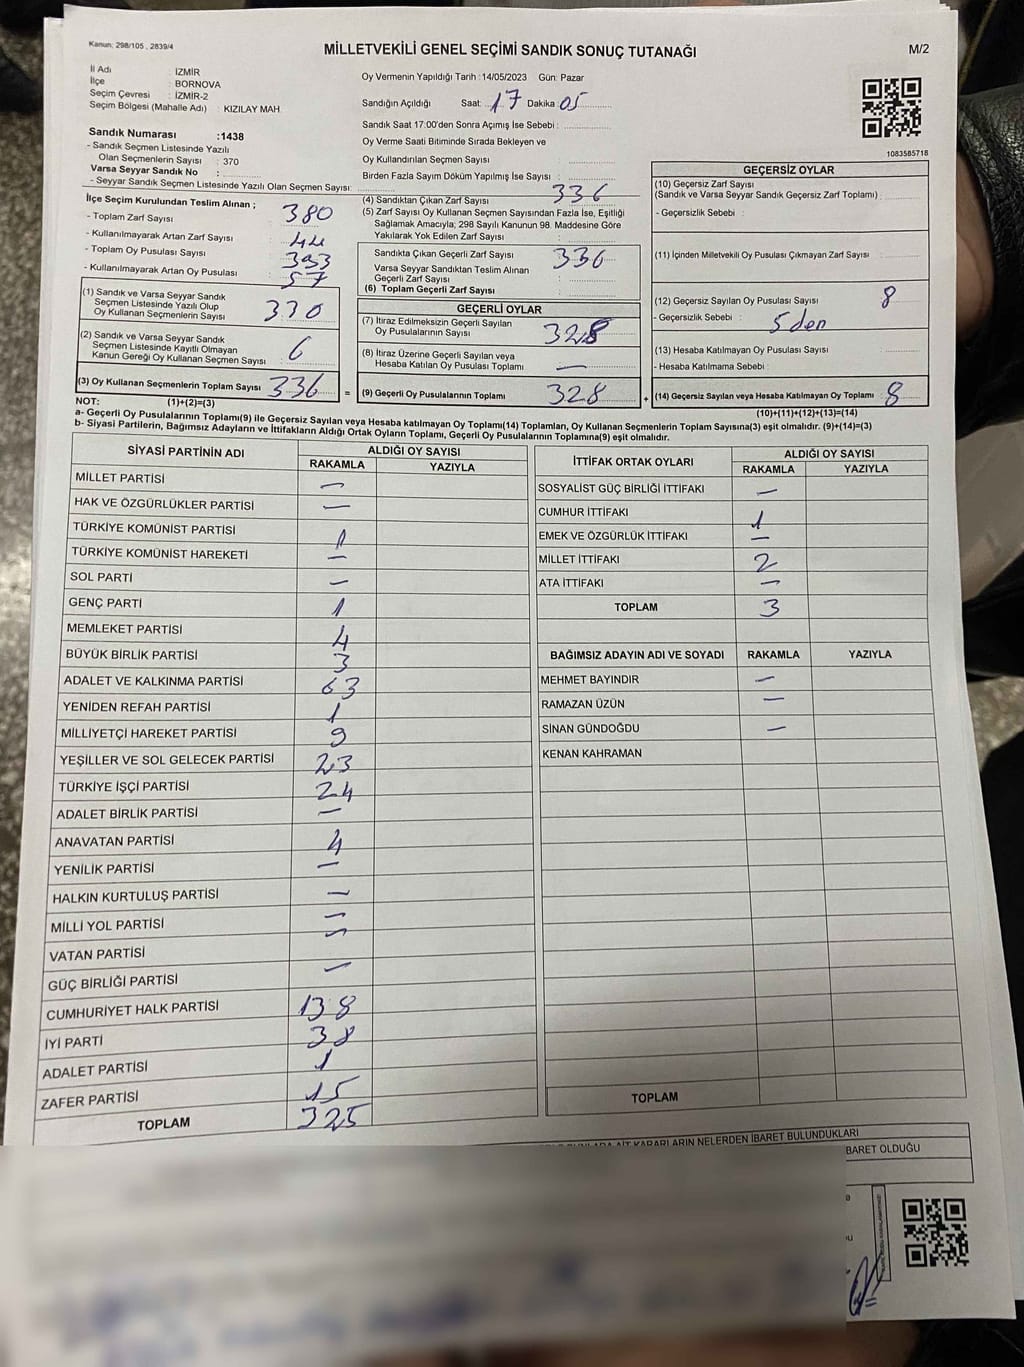 Kanun: 298/105 , 2839/4
MİLLETVEKİLİ GENEL SEÇİMİ SANDIK SONUÇ TUTANAĞI
M/2
İl Adı : İZMİR
İlçe : BORNOVA
Seçim Çevresi : İZMİR-2
Seçim Bölgesi (Mahalle Adı) : KIZILAY MAH.
Oy Vermenin Yapıldığı Tarih : 14/05/2023 Gün: Pazar
Sandığın Açıldığı Saat: 17 Dakika 05
Sandık Saat 17:00'den Sonra Açımış İse Sebebi :
Oy Verme Saati Bitiminde Sırada Bekleyen ve
Oy Kullandırılan Seçmen Sayısı :
Birden Fazla Sayım Döküm Yapılmış İse Sayısı :
1083585718
Sandık Numarası :1438
- Sandık Seçmen Listesinde Yazılı
Olan Seçmenlerin Sayısı : 370
Varsa Seyyar Sandık No :
- Seyyar Sandık Seçmen Listesinde Yazılı Olan Seçmen Sayısı:
İlçe Seçim Kurulundan Teslim Alınan ;
- Toplam Zarf Sayısı : 380
- Kullanılmayarak Artan Zarf Sayısı : 44
- Toplam Oy Pusulası Sayısı : 393
- Kullanılmayarak Artan Oy Pusulası : 57
(1) Sandık ve Varsa Seyyar Sandık
Seçmen Listesinde Yazılı Olup
Oy Kullanan Seçmenlerin Sayısı : 330
(2) Sandık ve Varsa Seyyar Sandık
Seçmen Listesinde Kayıtlı Olmayan
Kanun Gereği Oy Kullanan Seçmen Sayısı : 6
(3) Oy Kullanan Seçmenlerin Toplam Sayısı : 336 =
(4) Sandıktan Çıkan Zarf Sayısı : 336
(5) Zarf Sayısı Oy Kullanan Seçmen Sayısından Fazla İse, Eşitliği
Sağlamak Amacıyla; 298 Sayılı Kanunun 98. Maddesine Göre
Yakılarak Yok Edilen Zarf Sayısı :
Sandıkta Çıkan Geçerli Zarf Sayısı : 336
Varsa Seyyar Sandıktan Teslim Alınan
Geçerli Zarf Sayısı :
(6) Toplam Geçerli Zarf Sayısı :
GEÇERLİ OYLAR
(7) İtiraz Edilmeksizin Geçerli Sayılan
Oy Pusulalarının Sayısı : 328
(8) İtiraz Üzerine Geçerli Sayılan veya
Hesaba Katılan Oy Pusulası Toplamı : —
(9) Geçerli Oy Pusulalarının Toplamı : 328 +
GEÇERSİZ OYLAR
(10) Geçersiz Zarf Sayısı
(Sandık ve Varsa Seyyar Sandık Geçersiz Zarf Toplamı) :
- Geçersizlik Sebebi :
(11) İçinden Milletvekili Oy Pusulası Çıkmayan Zarf Sayısı :
(12) Geçersiz Sayılan Oy Pusulası Sayısı : 8
- Geçersizlik Sebebi : 5 den
(13) Hesaba Katılmayan Oy Pusulası Sayısı :
- Hesaba Katılmama Sebebi :
(14) Geçersiz Sayılan veya Hesaba Katılmayan Oy Toplamı : 8
NOT: (1)+(2)=(3) (10)+(11)+(12)+(13)=(14)
a- Geçerli Oy Pusulalarının Toplamı(9) ile Geçersiz Sayılan veya Hesaba katılmayan Oy Toplamı(14) Toplamları, Oy Kullanan Seçmenlerin Toplam Sayısına(3) eşit olmalıdır. (9)+(14)=(3)
b- Siyasi Partilerin, Bağımsız Adayların ve İttifakların Aldığı Ortak Oyların Toplamı, Geçerli Oy Pusulalarının Toplamına(9) eşit olmalıdır.
SİYASİ PARTİNİN ADI ALDIĞI OY SAYISI
RAKAMLA YAZIYLA
MİLLET PARTİSİ —
HAK VE ÖZGÜRLÜKLER PARTİSİ —
TÜRKİYE KOMÜNİST PARTİSİ 1
TÜRKİYE KOMÜNİST HAREKETİ —
SOL PARTİ —
GENÇ PARTİ 1
MEMLEKET PARTİSİ 4
BÜYÜK BİRLİK PARTİSİ 3
ADALET VE KALKINMA PARTİSİ 63
YENİDEN REFAH PARTİSİ 1
MİLLİYETÇİ HAREKET PARTİSİ 9
YEŞİLLER VE SOL GELECEK PARTİSİ 23
TÜRKİYE İŞÇİ PARTİSİ 24
ADALET BİRLİK PARTİSİ —
ANAVATAN PARTİSİ 4
YENİLİK PARTİSİ —
HALKIN KURTULUŞ PARTİSİ —
MİLLİ YOL PARTİSİ —
VATAN PARTİSİ —
GÜÇ BİRLİĞİ PARTİSİ —
CUMHURİYET HALK PARTİSİ 138
İYİ PARTİ 38
ADALET PARTİSİ 1
ZAFER PARTİSİ 15
TOPLAM 325
İTTİFAK ORTAK OYLARI ALDIĞI OY SAYISI
RAKAMLA YAZIYLA
SOSYALİST GÜÇ BİRLİĞİ İTTİFAKI —
CUMHUR İTTİFAKI 1
EMEK VE ÖZGÜRLÜK İTTİFAKI —
MİLLET İTTİFAKI 2
ATA İTTİFAKI —
TOPLAM 3
BAĞIMSIZ ADAYIN ADI VE SOYADI RAKAMLA YAZIYLA
MEHMET BAYINDIR —
RAMAZAN ÜZÜN —
SİNAN GÜNDOĞDU —
KENAN KAHRAMAN
TOPLAM
KARARLARIN NELERDEN İBARET BULUNDUKLARI
BARET OLDUĞU